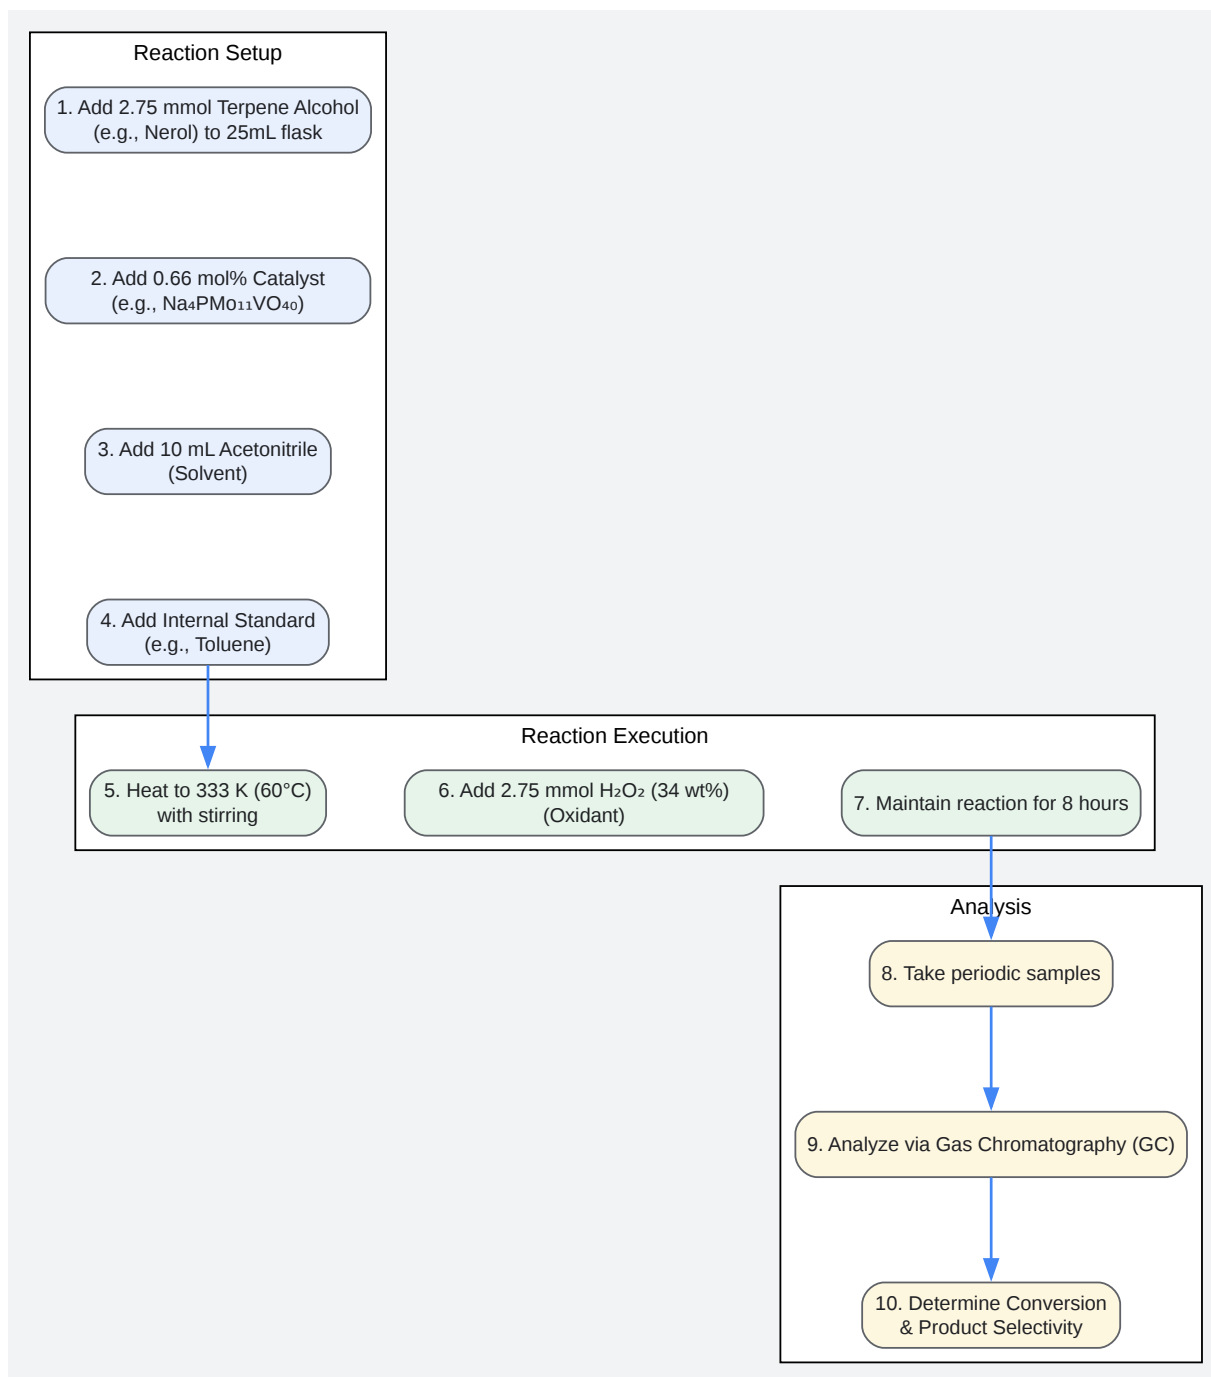 Reaction Setup
1. Add 2.75 mmol Terpene Alcohol
(e.g., Nerol) to 25mL flask
2. Add 0.66 mol% Catalyst
(e.g., Na₄PMo₁₁VO₄₀)
3. Add 10 mL Acetonitrile
(Solvent)
4. Add Internal Standard
(e.g., Toluene)
Reaction Execution
5. Heat to 333 K (60°C)
with stirring
6. Add 2.75 mmol H₂O₂ (34 wt%)
(Oxidant)
7. Maintain reaction for 8 hours
Analysis
8. Take periodic samples
9. Analyze via Gas Chromatography (GC)
10. Determine Conversion
& Product Selectivity